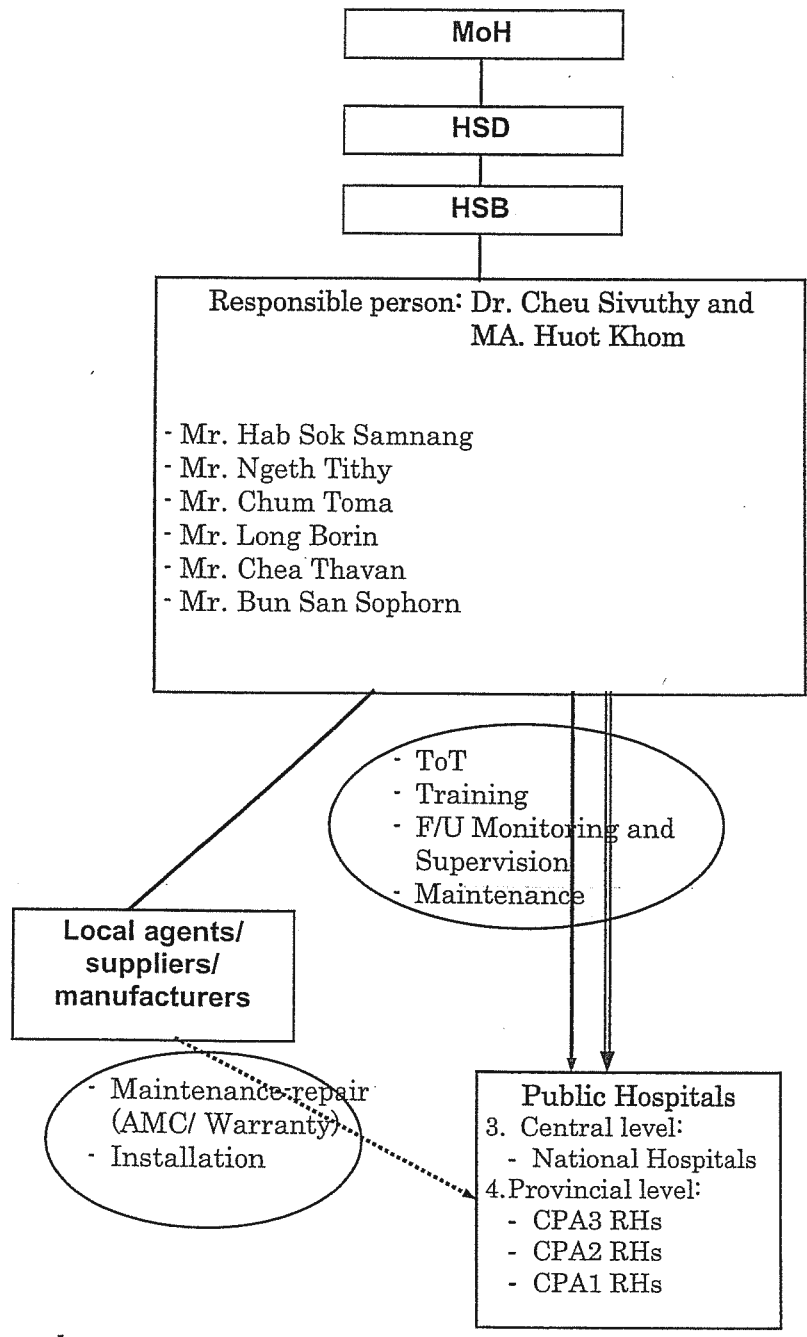 MoH
HSD
HSB
Responsible person: Dr. Cheu Sivuthy and
MA. Huot Khom
- Mr. Hab Sok Samnang
- Mr. Ngeth Tithy
- Mr. Chum Toma
- Mr. Long Borin
- Mr. Chea Thavan
- Mr. Bun San Sophorn
- ToT
- Training
- F/U Monitoring and
Supervision
- Maintenance
Local agents/
suppliers/
manufacturers
- Maintenance-repair
(AMC/ Warranty)
- Installation
Public Hospitals
3. Central level:
- National Hospitals
4.Provincial level:
- CPA3 RHs
- CPA2 RHs
- CPA1 RHs